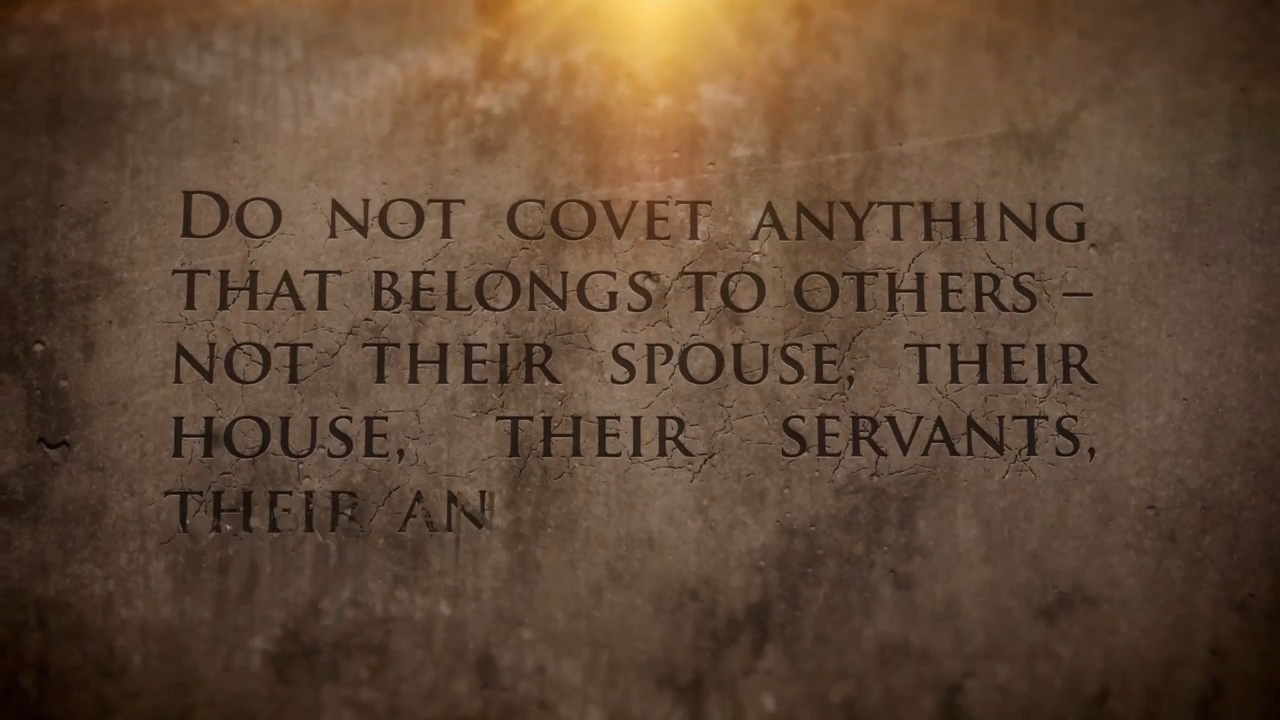 Do not covet anything
that belongs to others –
not their spouse, their
house, their servants,
their an